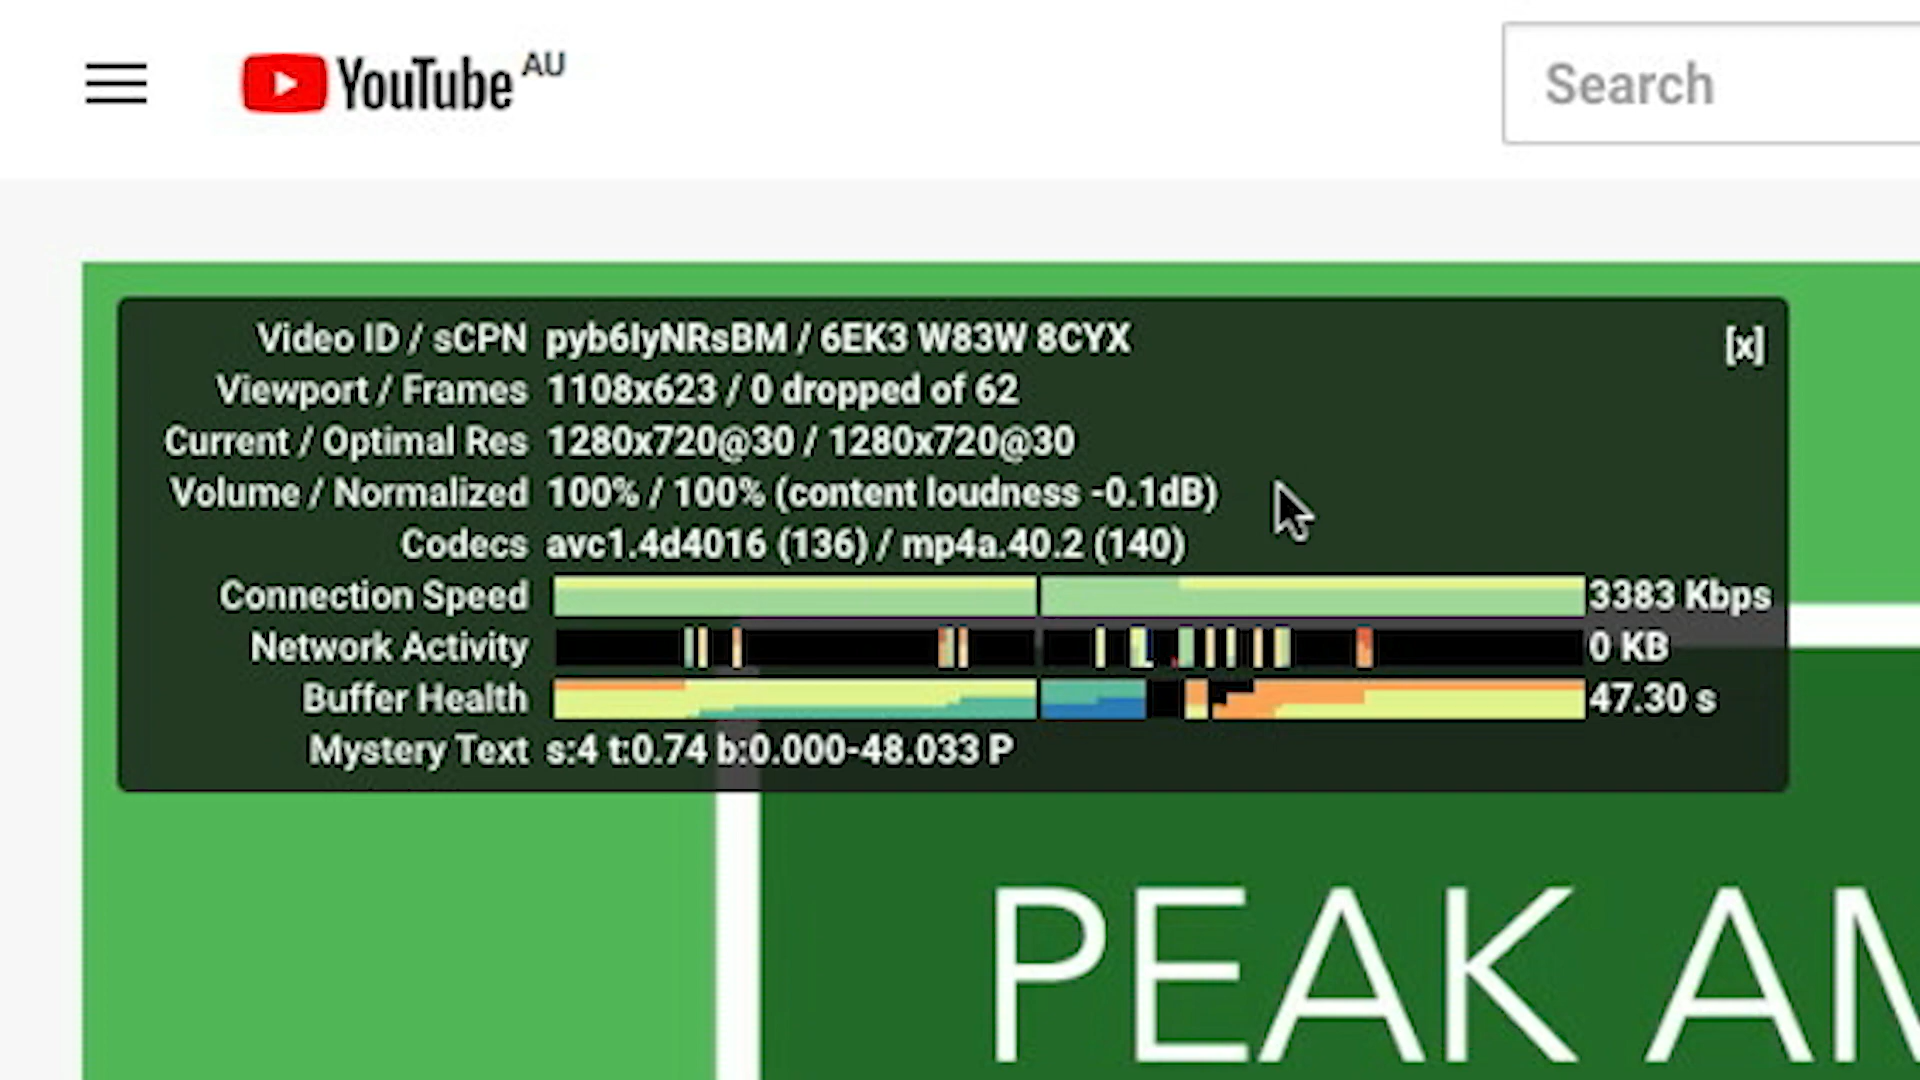 YouTube AU
Search
Video ID / sCPN pyb6IyNRsBM / 6EK3 W83W 8CYX
[x]
Viewport / Frames 1108x623 / 0 dropped of 62
Current / Optimal Res 1280x720@30 / 1280x720@30
Volume / Normalized 100% / 100% (content loudness -0.1dB)
Codecs avc1.4d4016 (136) / mp4a.40.2 (140)
Connection Speed 3383 Kbps
Network Activity 0 KB
Buffer Health 47.30 s
Mystery Text s:4 t:0.74 b:0.000-48.033 P
PEAK AM